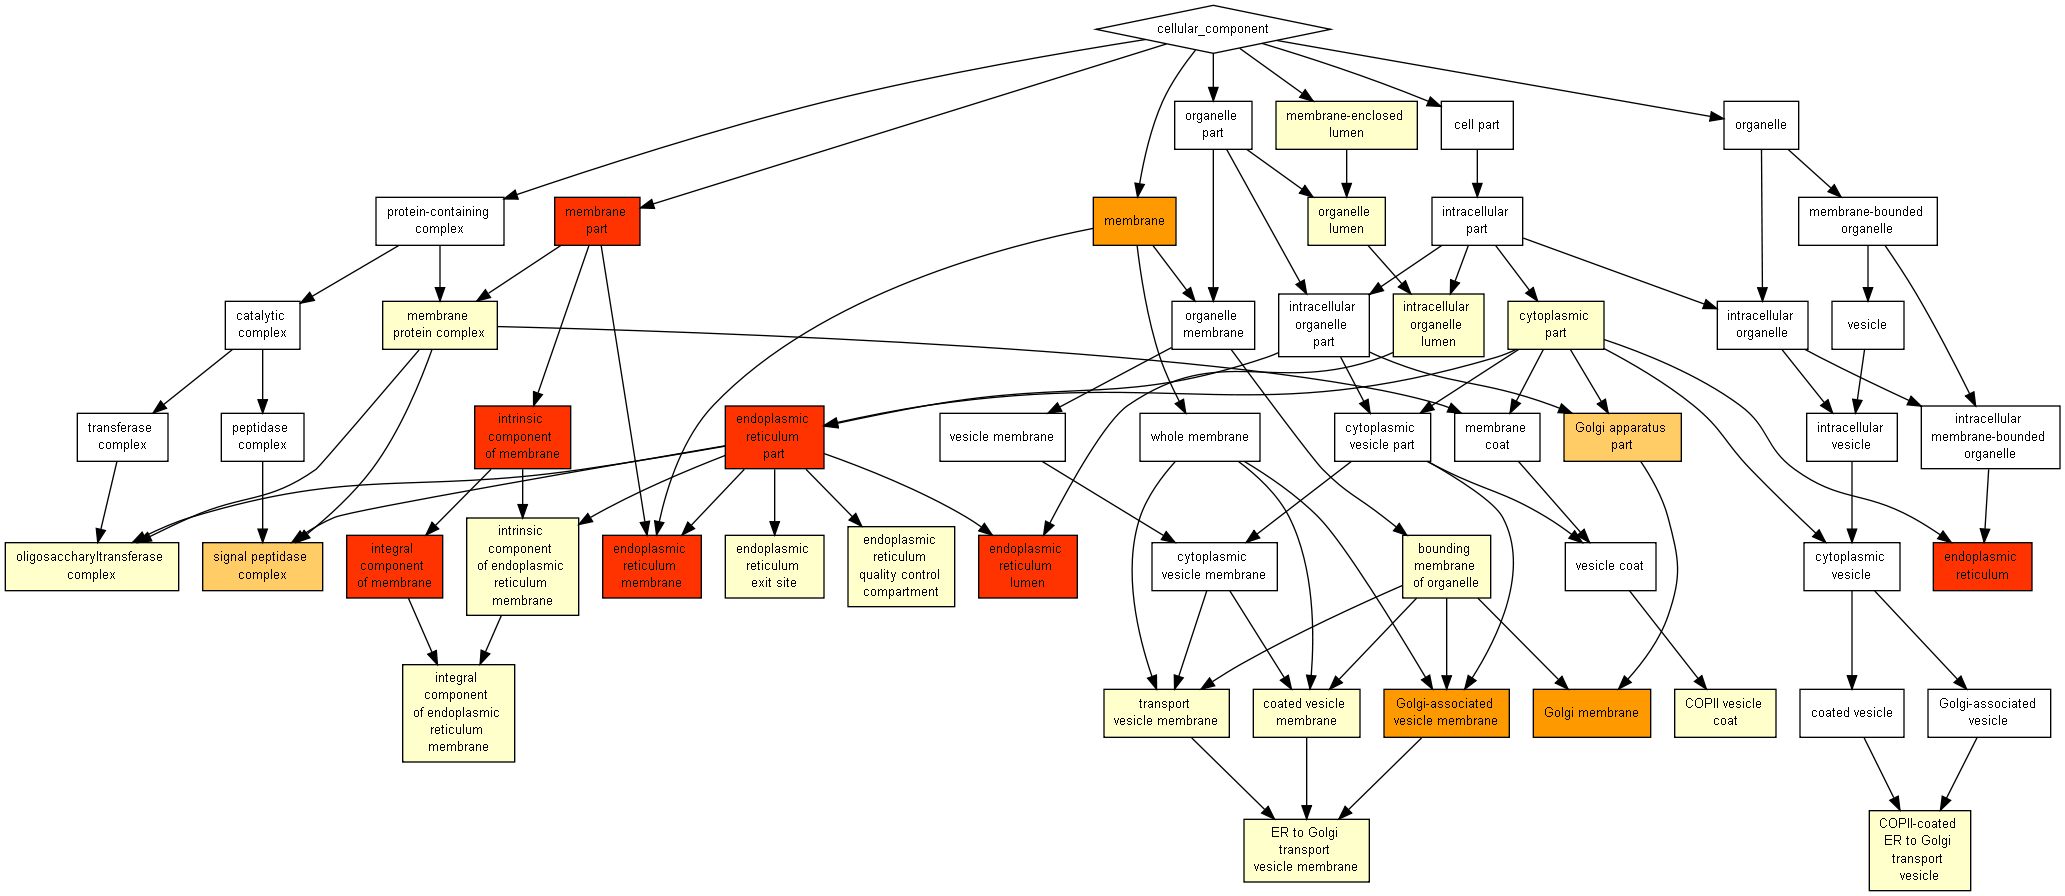 cellular_component
organelle
part
membrane-enclosed
lumen
cell part
organelle
protein-containing
complex
membrane
part
membrane
organelle
lumen
intracellular
part
membrane-bounded
organelle
catalytic
complex
membrane
protein complex
organelle
membrane
intracellular
organelle
part
intracellular
organelle
lumen
cytoplasmic
part
intracellular
organelle
vesicle
transferase
complex
peptidase
complex
intrinsic
component
of membrane
endoplasmic
reticulum
part
vesicle membrane
whole membrane
cytoplasmic
vesicle part
membrane
coat
Golgi apparatus
part
intracellular
vesicle
intracellular
membrane-bounded
organelle
oligosaccharyltransferase
complex
signal peptidase
complex
integral
component
of membrane
intrinsic
component
of endoplasmic
reticulum
membrane
endoplasmic
reticulum
membrane
endoplasmic
reticulum
exit site
endoplasmic
reticulum
quality control
compartment
endoplasmic
reticulum
lumen
cytoplasmic
vesicle membrane
bounding
membrane
of organelle
vesicle coat
cytoplasmic
vesicle
endoplasmic
reticulum
integral
component
of endoplasmic
reticulum
membrane
transport
vesicle membrane
coated vesicle
membrane
Golgi-associated
vesicle membrane
Golgi membrane
COPII vesicle
coat
coated vesicle
Golgi-associated
vesicle
ER to Golgi
transport
vesicle membrane
COPII-coated
ER to Golgi
transport
vesicle